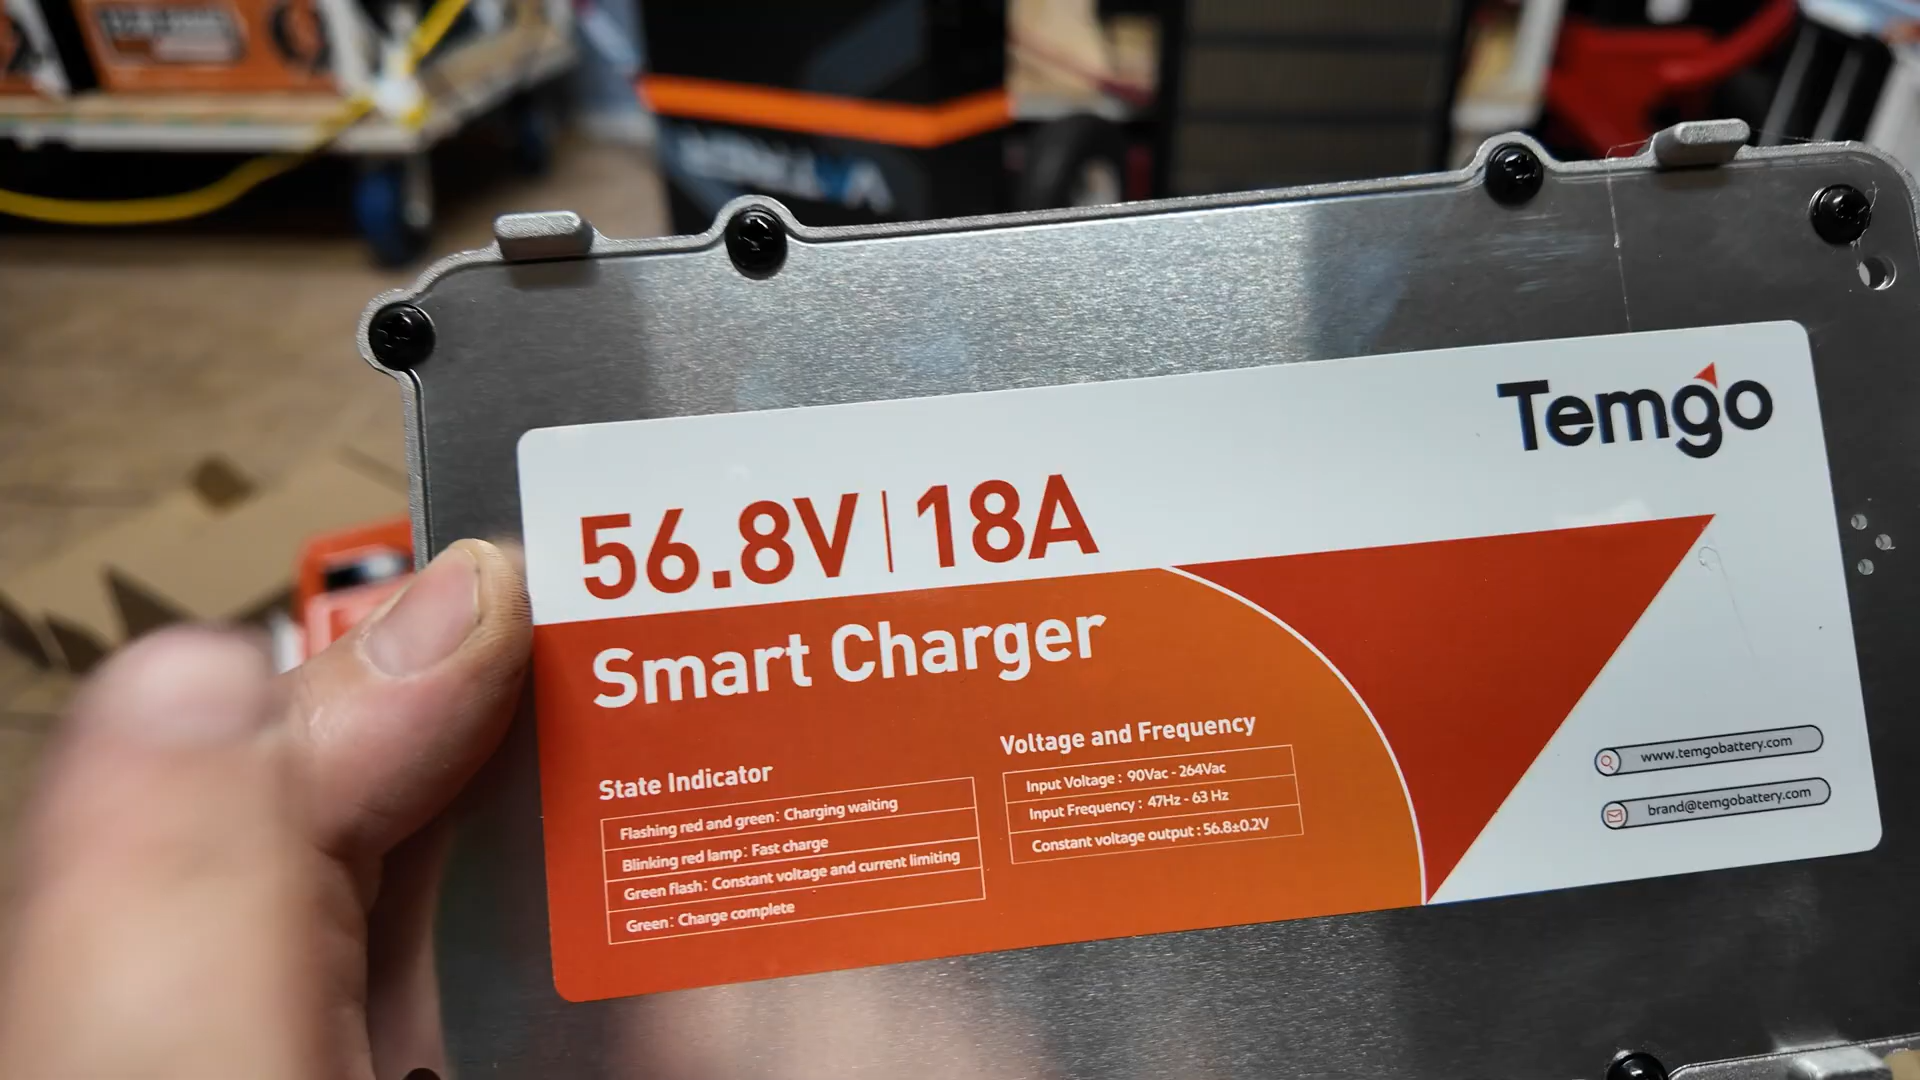 Temgo
56.8V | 18A
Smart Charger
State Indicator
Flashing red and green: Charging waiting
Blinking red lamp: Fast charge
Green flash: Constant voltage and current limiting
Green: Charge complete
Voltage and Frequency
Input Voltage : 90Vac - 264Vac
Input Frequency : 47Hz - 63 Hz
Constant voltage output : 56.8±0.2V
www.temgobattery.com
brand@temgobattery.com